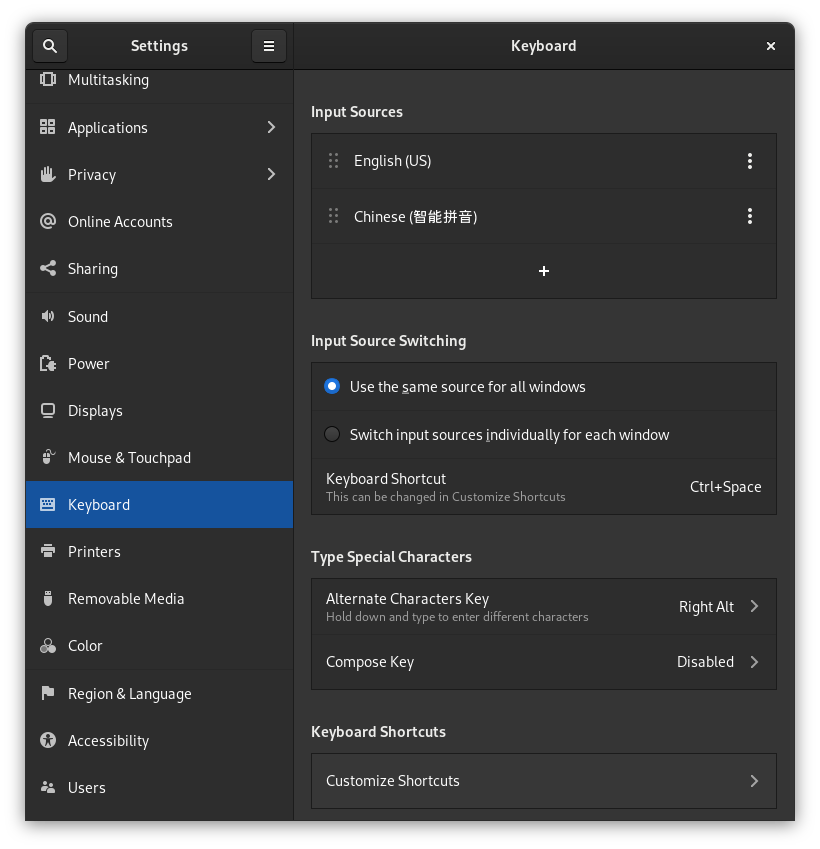 Settings
Keyboard
Multitasking
Applications
Privacy
Online Accounts
Sharing
Sound
Power
Displays
Mouse & Touchpad
Keyboard
Printers
Removable Media
Color
Region & Language
Accessibility
Users
Input Sources
English (US)
Chinese (智能拼音)
Input Source Switching
Use the same source for all windows
Switch input sources individually for each window
Keyboard Shortcut
This can be changed in Customize Shortcuts
Ctrl+Space
Type Special Characters
Alternate Characters Key
Hold down and type to enter different characters
Right Alt
Compose Key
Disabled
Keyboard Shortcuts
Customize Shortcuts